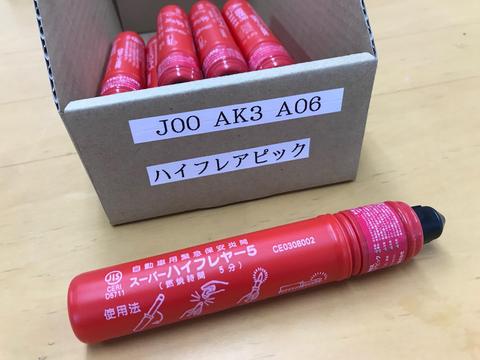 J00 AK3 A06
ハイフレアピック
自動車用緊急保安炎筒
スーパーハイフレヤー5
(燃焼時間 5分)
CE0308002
JIS
CERI
D5711
使用法